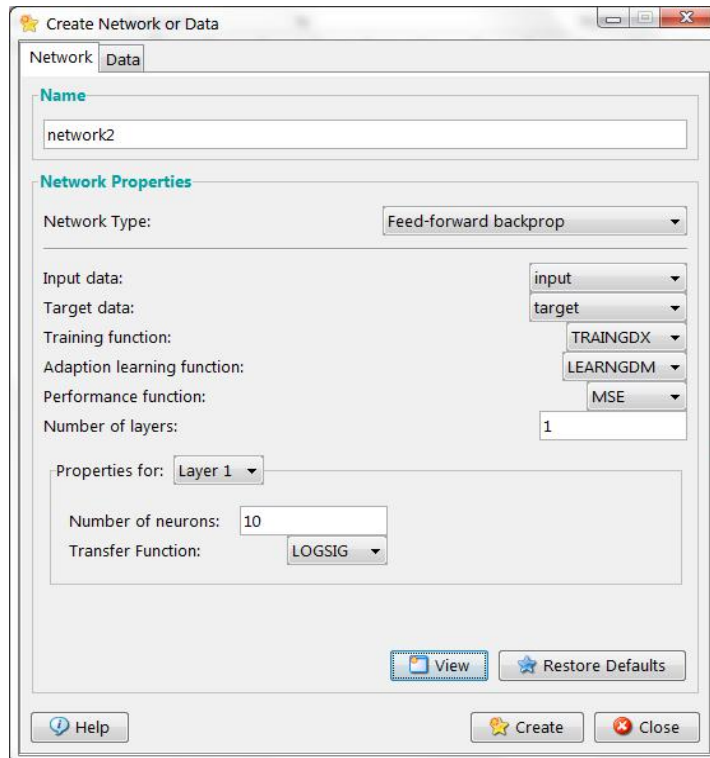 Create Network or Data
Network Data
Name
network2
Network Properties
Network Type: Feed-forward backprop
Input data: input
Target data: target
Training function: TRAINGDX
Adaption learning function: LEARNGDM
Performance function: MSE
Number of layers: 1
Properties for: Layer 1
Number of neurons: 10
Transfer Function: LOGSIG
View Restore Defaults
Help Create Close